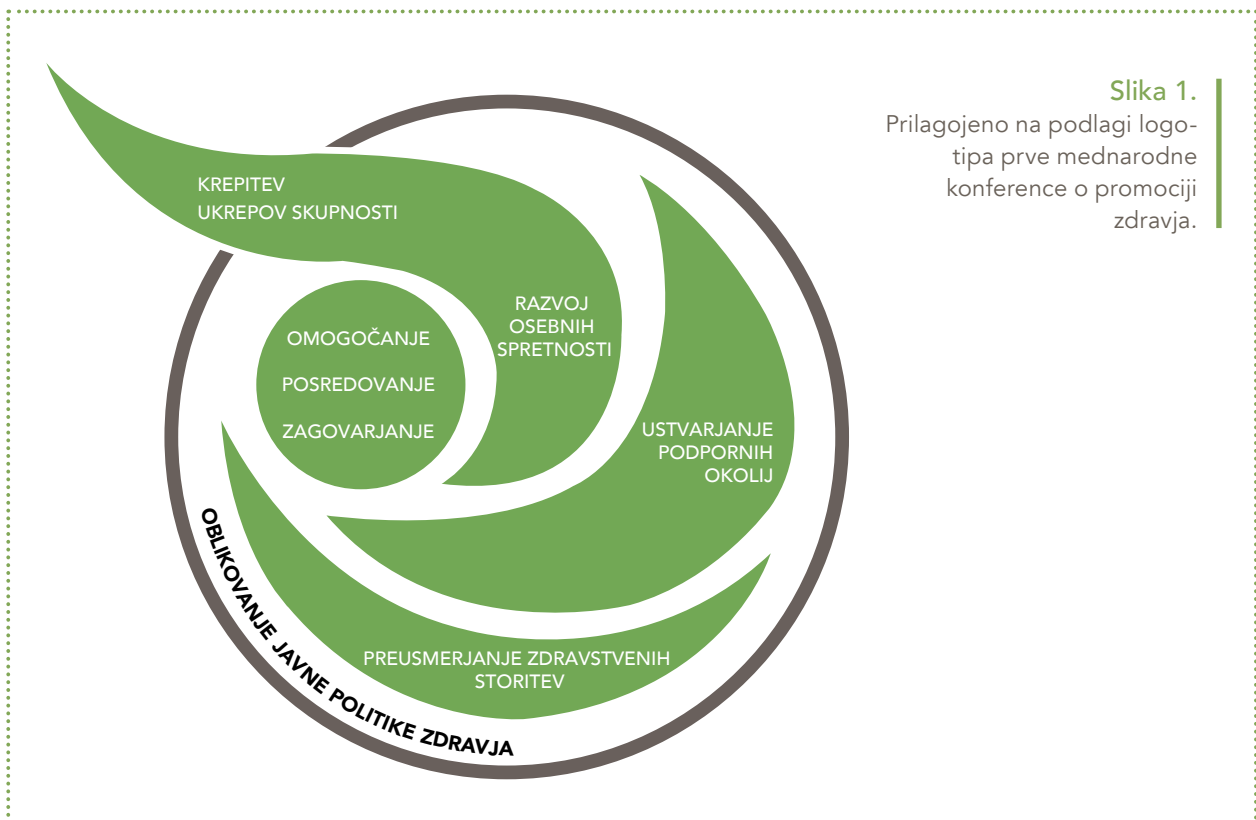 Slika 1.
Prilagojeno na podlagi logo-
tipa prve mednarodne
konference o promociji
zdravja.
KREPITEV
UKREPOV SKUPNOSTI
RAZVOJ
OSEBNIH
SPRETNOSTI
OMOGOČANJE
POSREDOVANJE
ZAGOVARJANJE
USTVARJANJE
PODPORNIH
OKOLIJ
PREUSMERJANJE ZDRAVSTVENIH
STORITEV
OBLIKOVANJE JAVNE POLITIKE ZDRAVJA